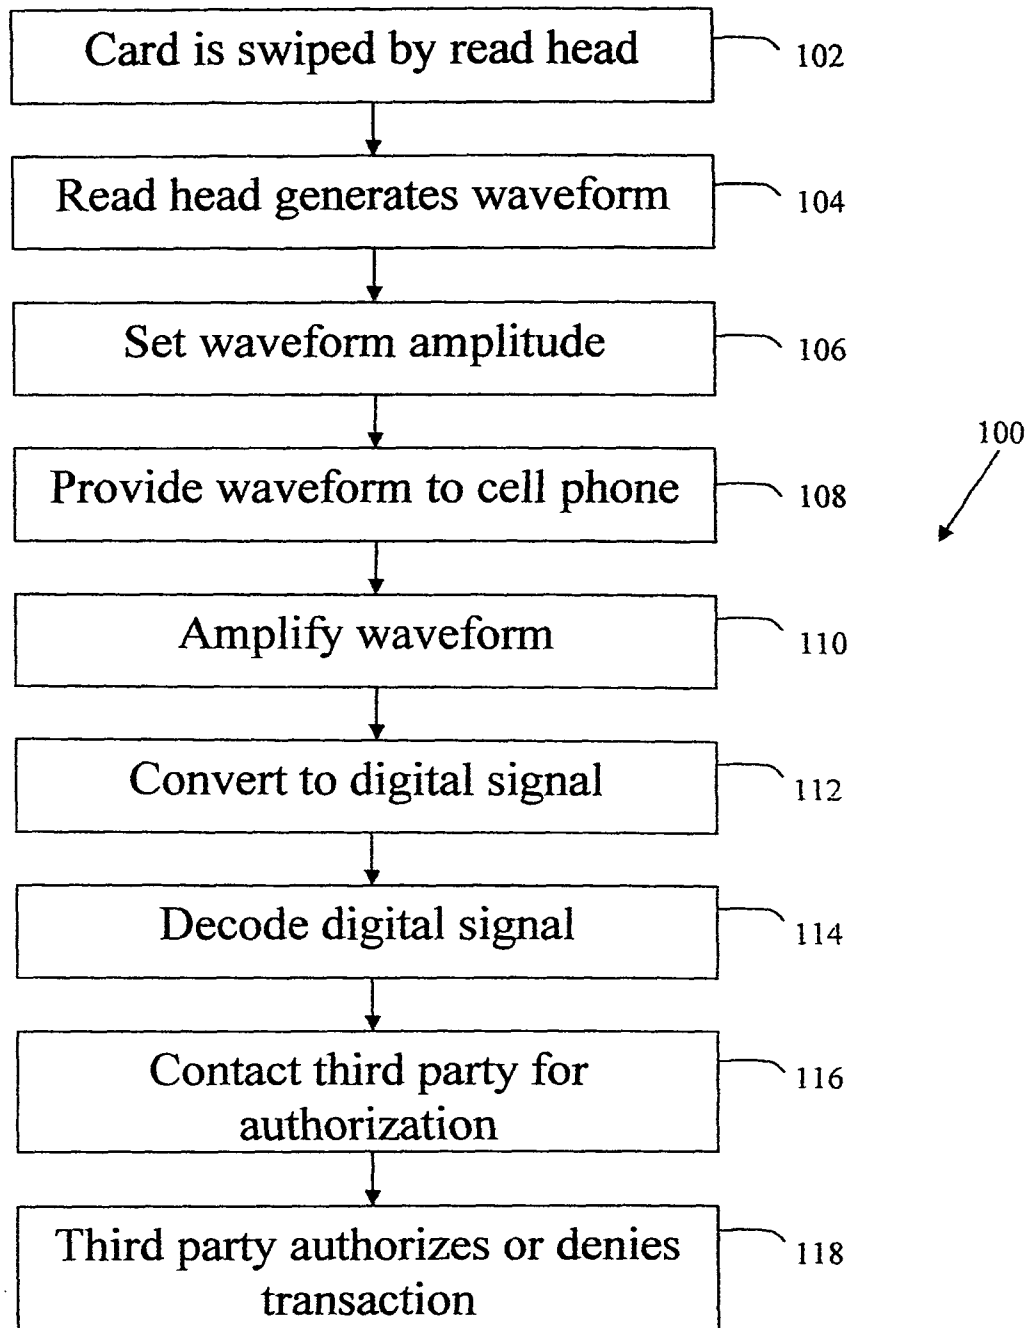 Card is swiped by read head
102
Read head generates waveform
104
Set waveform amplitude
106
100
Provide waveform to cell phone
108
Amplify waveform
110
Convert to digital signal
112
Decode digital signal
114
Contact third party for
authorization
116
Third party authorizes or denies
transaction
118